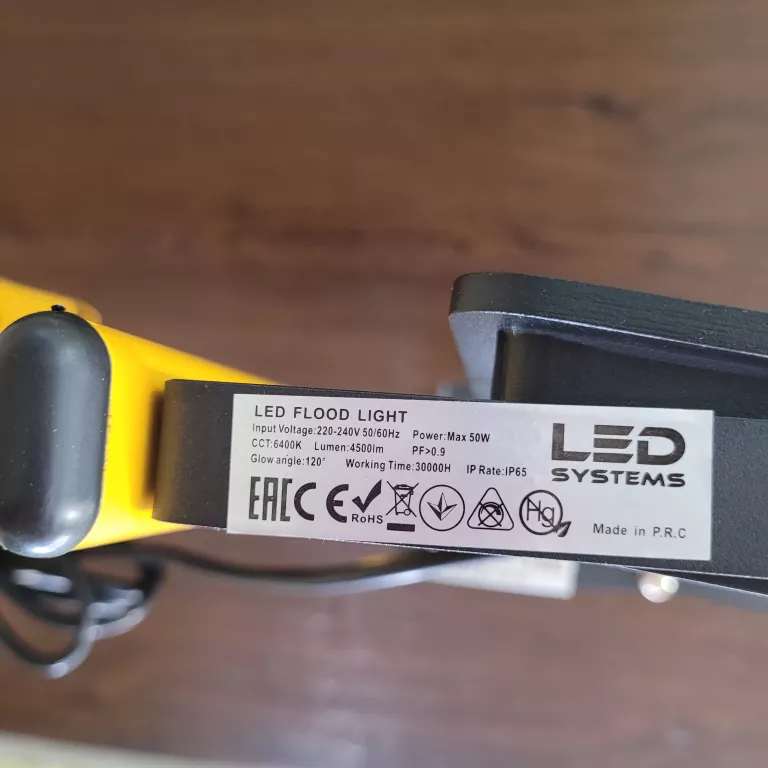 LED FLOOD LIGHT
Input Voltage:220-240V 50/60Hz Power:Max 50W
CCT:6400K Lumen:4500lm PF>0.9
Glow angle:120° Working Time:30000H IP Rate:IP65
LED
SYSTEMS
EAC CE RoHS Hg
Made in P.R.C